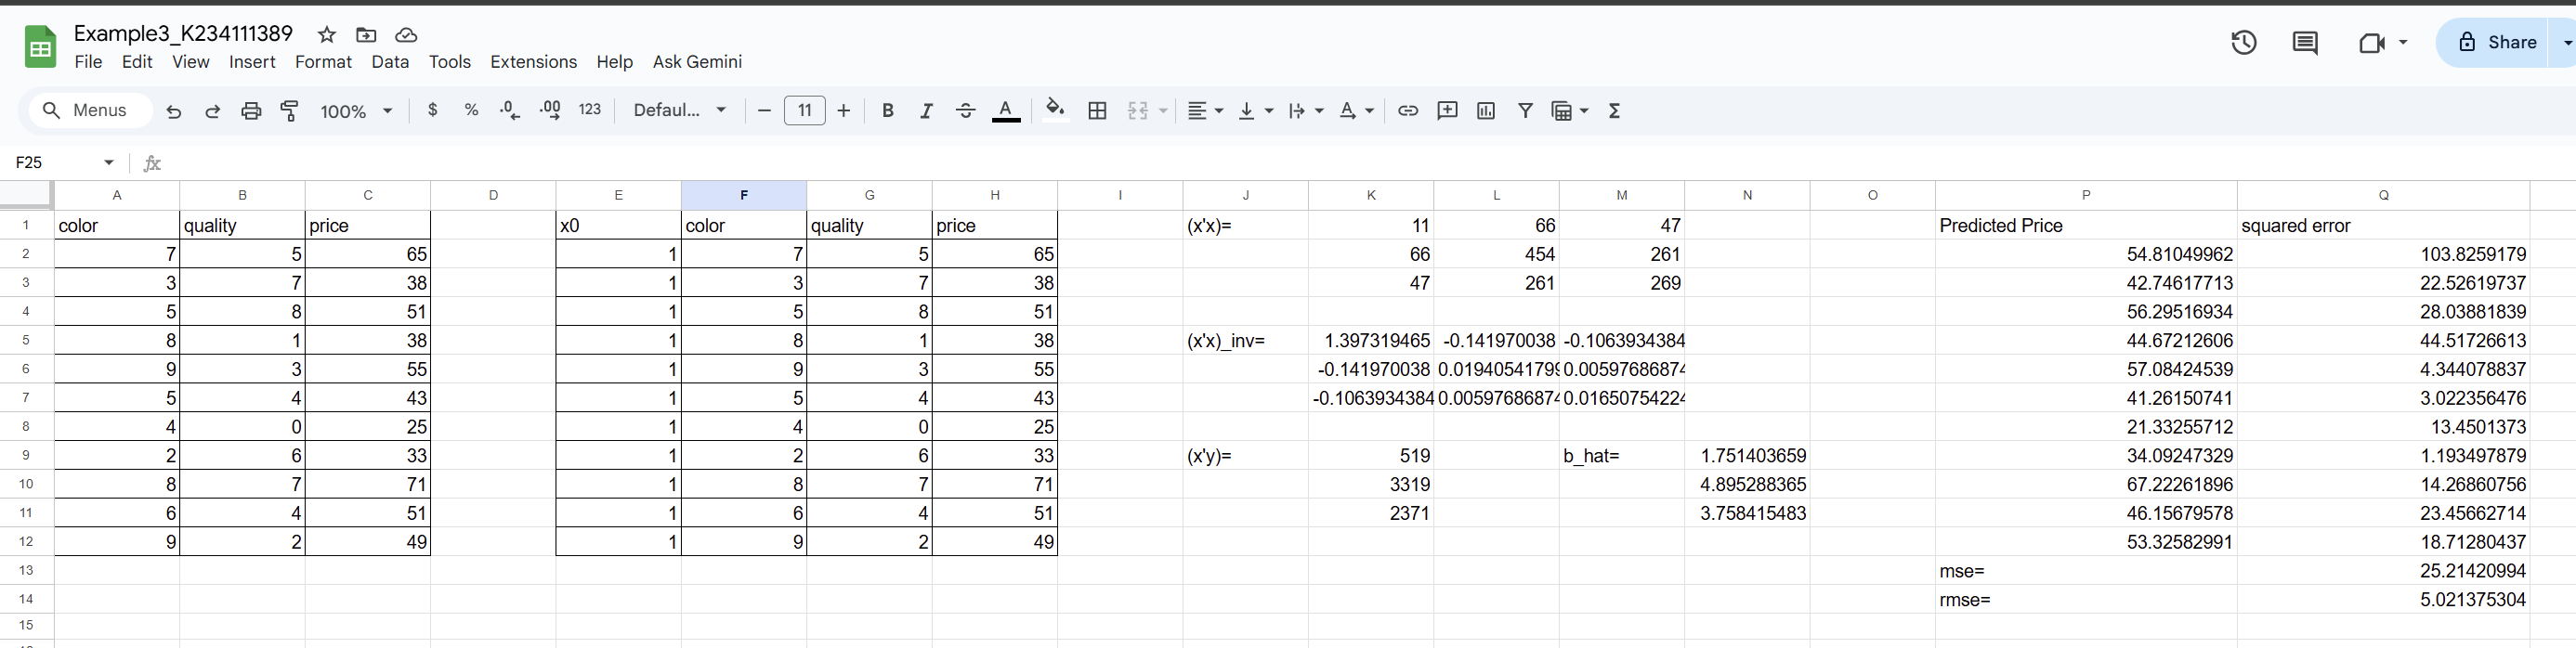 Example3_K234111389
File Edit View Insert Format Data Tools Extensions Help Ask Gemini
Share
Menus 100% $ % .0 .00 123 Defaul... 11 B I A A Σ
F25 fx
A B C D E F G H I J K L M N O P Q
1 color quality price x0 color quality price (x'x)= 11 66 47 Predicted Price squared error
2 7 5 65 1 7 5 65 66 454 261 54.81049962 103.8259179
3 3 7 38 1 3 7 38 47 261 269 42.74617713 22.52619737
4 5 8 51 1 5 8 51 56.29516934 28.03881839
5 8 1 38 1 8 1 38 (x'x)_inv= 1.397319465 -0.141970038 -0.1063934384 44.67212606 44.51726613
6 9 3 55 1 9 3 55 -0.141970038 0.0194054179 0.0059768687 57.08424539 4.344078837
7 5 4 43 1 5 4 43 -0.1063934384 0.0059768687 0.0165075422 41.26150741 3.022356476
8 4 0 25 1 4 0 25 21.33255712 13.4501373
9 2 6 33 1 2 6 33 (x'y)= 519 b_hat= 1.751403659 34.09247329 1.193497879
10 8 7 71 1 8 7 71 3319 4.895288365 67.22261896 14.26860756
11 6 4 51 1 6 4 51 2371 3.758415483 46.15679578 23.45662714
12 9 2 49 1 9 2 49 53.32582991 18.71280437
13 mse= 25.21420994
14 rmse= 5.021375304
15